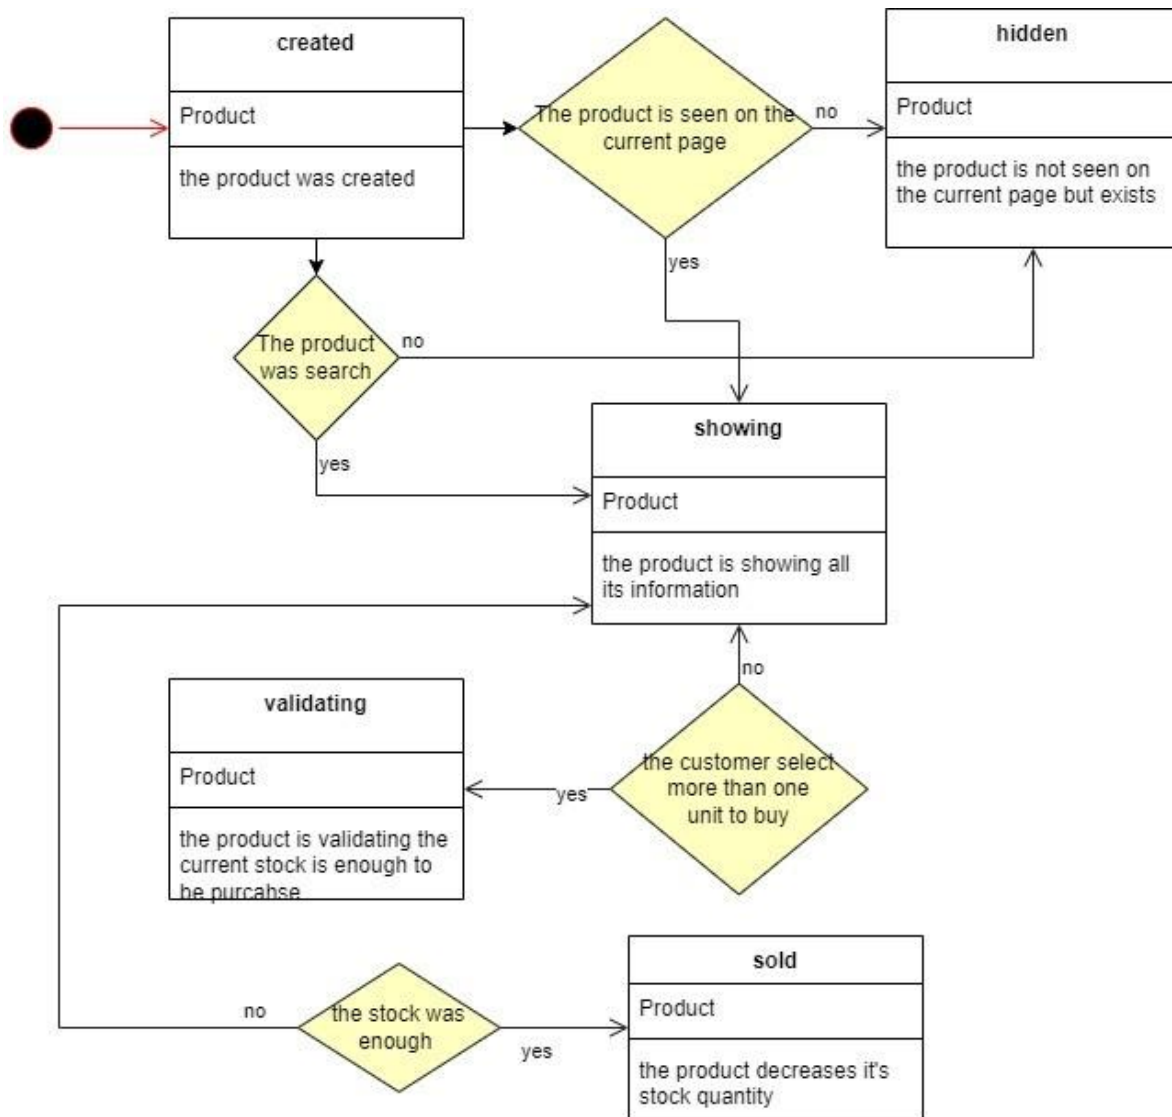 created
Product
the product was created
The product is seen on the
current page
no
hidden
Product
the product is not seen on
the current page but exists
yes
The product
was search
no
yes
showing
Product
the product is showing all
its information
no
the customer select
more than one
unit to buy
yes
validating
Product
the product is validating the
current stock is enough to
be purcahse
the stock was
enough
no
yes
sold
Product
the product decreases it's
stock quantity